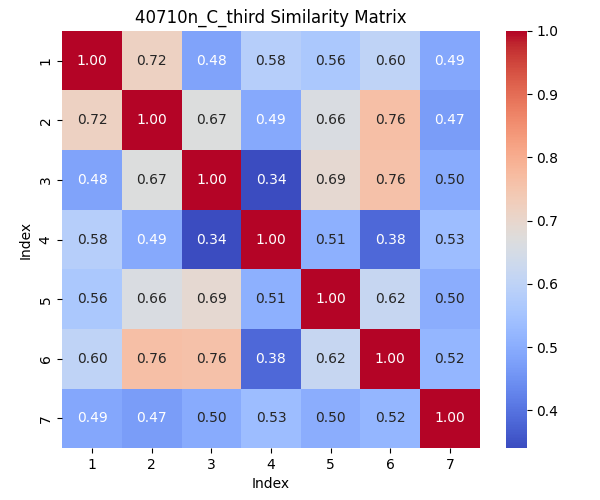 40710n_C_third Similarity Matrix
1 1.00 0.72 0.48 0.58 0.56 0.60 0.49
2 0.72 1.00 0.67 0.49 0.66 0.76 0.47
3 0.48 0.67 1.00 0.34 0.69 0.76 0.50
4 0.58 0.49 0.34 1.00 0.51 0.38 0.53
5 0.56 0.66 0.69 0.51 1.00 0.62 0.50
6 0.60 0.76 0.76 0.38 0.62 1.00 0.52
7 0.49 0.47 0.50 0.53 0.50 0.52 1.00
1 2 3 4 5 6 7
Index
Index
1.0
0.9
0.8
0.7
0.6
0.5
0.4